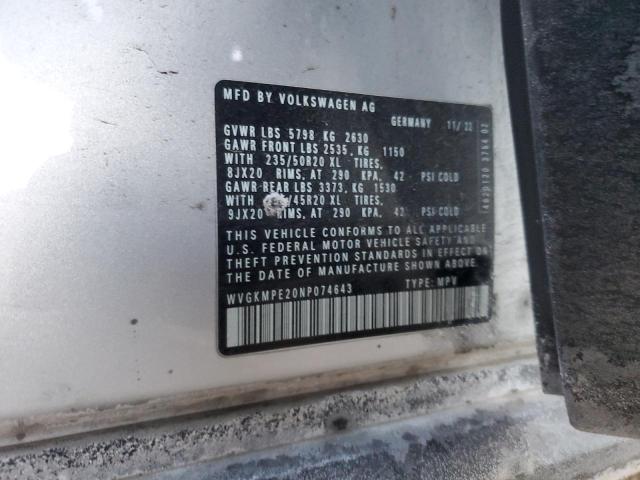 MFD BY VOLKSWAGEN AG
GERMANY 11/22
GVWR LBS 5798 KG 2630
GAWR FRONT LBS 2535, KG 1150
WITH 235/50R20 XL TIRES,
8JX20 RIMS, AT 290 KPA, 42 PSI COLD
GAWR REAR LBS 3373, KG 1530
WITH /45R20 XL TIRES,
9JX20 RIMS, AT 290 KPA, 42 PSI COLD
THIS VEHICLE CONFORMS TO ALL APPLICABLE
U.S. FEDERAL MOTOR VEHICLE SAFETY AND
THEFT PREVENTION STANDARDS IN EFFECT ON
THE DATE OF MANUFACTURE SHOWN ABOVE.
WVGKMPE20NP074643 TYPE: MPV